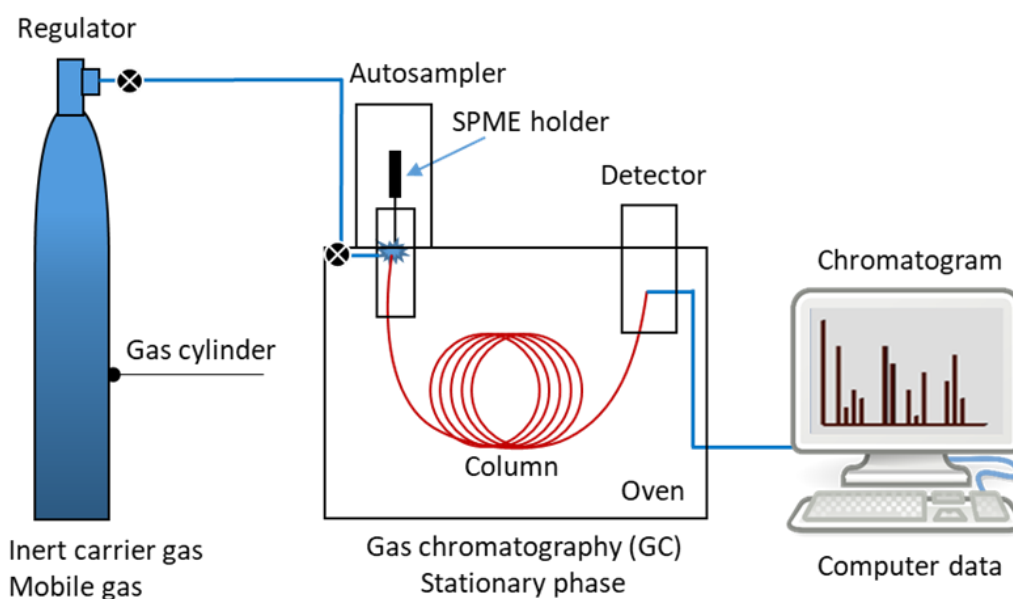 Regulator
Autosampler
SPME holder
Detector
Chromatogram
Gas cylinder
Column
Oven
Inert carrier gas
Mobile gas
Gas chromatography (GC)
Stationary phase
Computer data